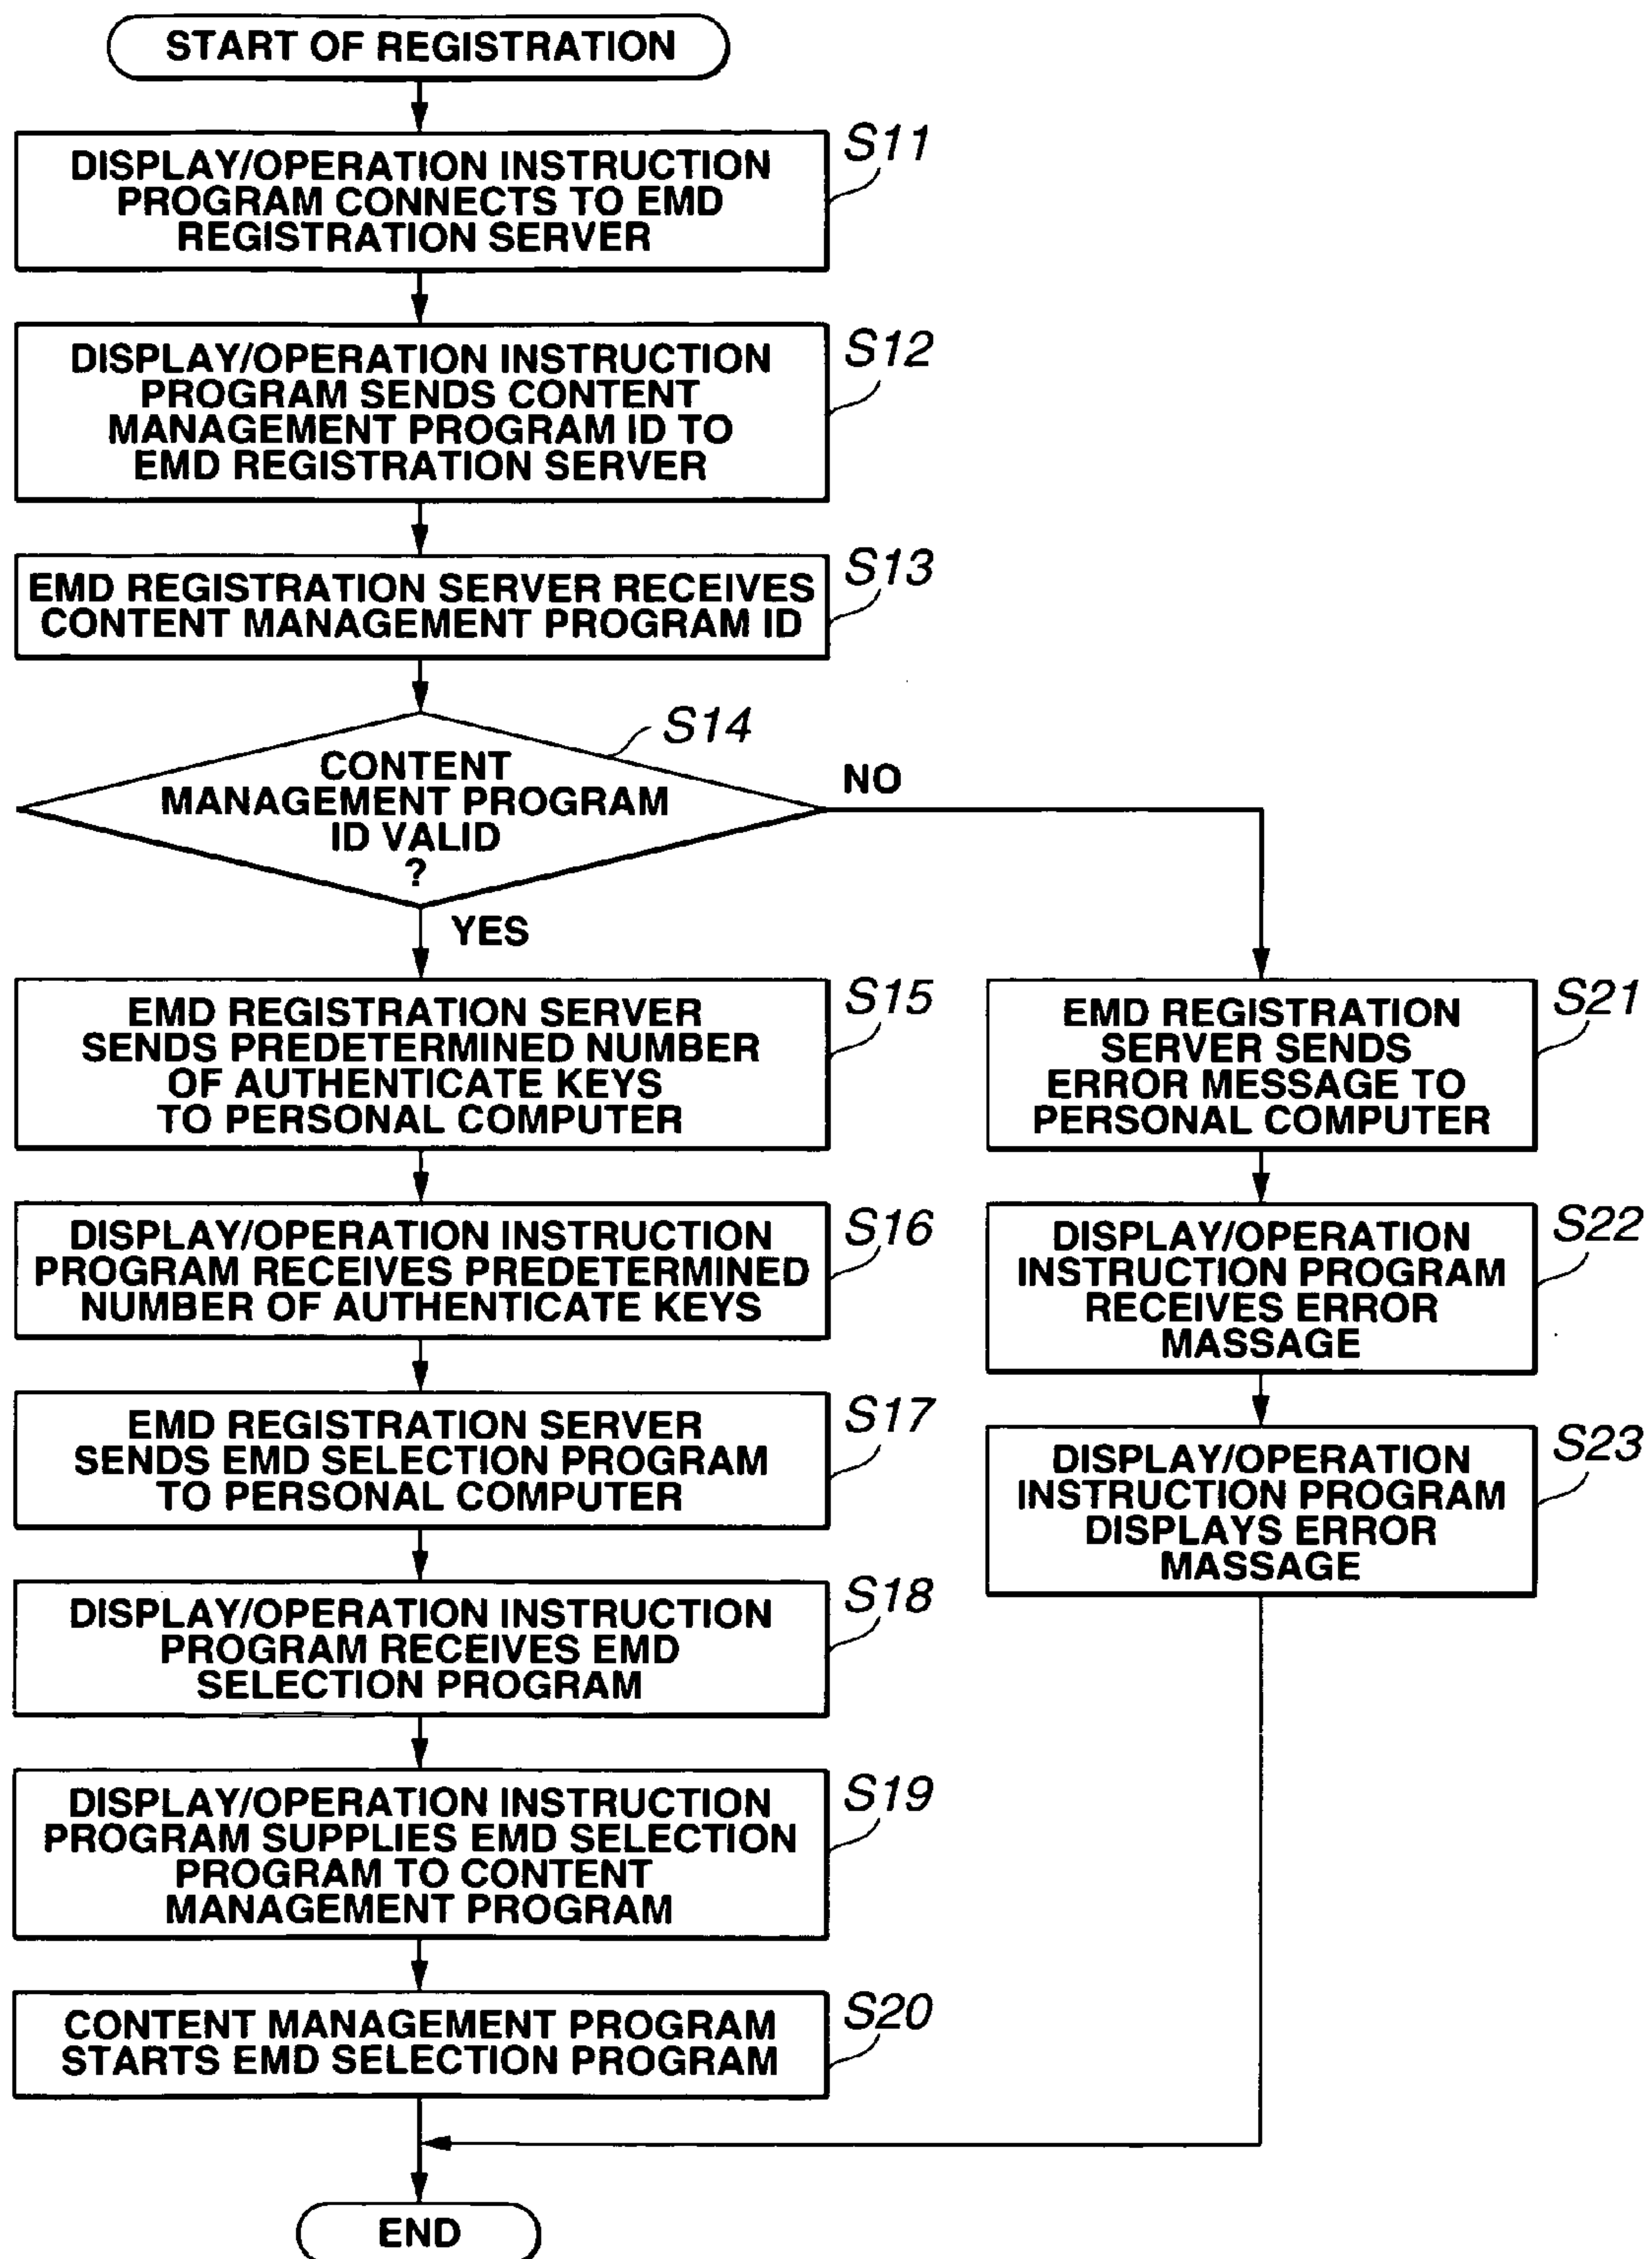 START OF REGISTRATION
S11
DISPLAY/OPERATION INSTRUCTION
PROGRAM CONNECTS TO EMD
REGISTRATION SERVER
S12
DISPLAY/OPERATION INSTRUCTION
PROGRAM SENDS CONTENT
MANAGEMENT PROGRAM ID TO
EMD REGISTRATION SERVER
S13
EMD REGISTRATION SERVER RECEIVES
CONTENT MANAGEMENT PROGRAM ID
S14
CONTENT
MANAGEMENT PROGRAM
ID VALID
?
NO
YES
S15
EMD REGISTRATION SERVER
SENDS PREDETERMINED NUMBER
OF AUTHENTICATE KEYS
TO PERSONAL COMPUTER
S16
DISPLAY/OPERATION INSTRUCTION
PROGRAM RECEIVES PREDETERMINED
NUMBER OF AUTHENTICATE KEYS
S17
EMD REGISTRATION SERVER
SENDS EMD SELECTION PROGRAM
TO PERSONAL COMPUTER
S18
DISPLAY/OPERATION INSTRUCTION
PROGRAM RECEIVES EMD
SELECTION PROGRAM
S19
DISPLAY/OPERATION INSTRUCTION
PROGRAM SUPPLIES EMD SELECTION
PROGRAM TO CONTENT
MANAGEMENT PROGRAM
S20
CONTENT MANAGEMENT PROGRAM
STARTS EMD SELECTION PROGRAM
S21
EMD REGISTRATION
SERVER SENDS
ERROR MESSAGE TO
PERSONAL COMPUTER
S22
DISPLAY/OPERATION
INSTRUCTION PROGRAM
RECEIVES ERROR
MASSAGE
S23
DISPLAY/OPERATION
INSTRUCTION PROGRAM
DISPLAYS ERROR
MASSAGE
END